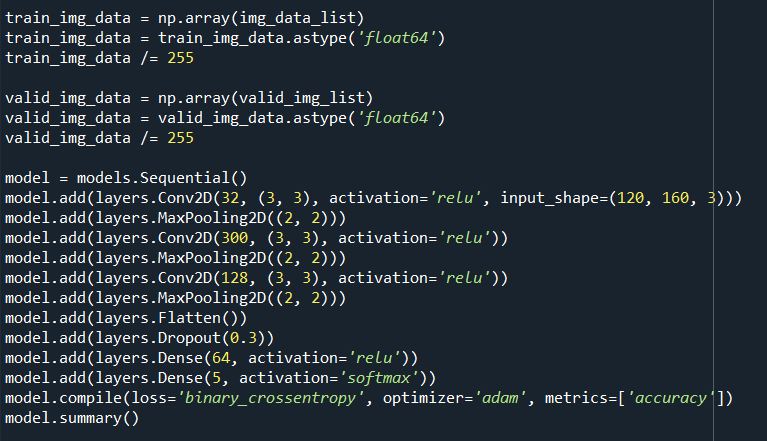 train_img_data = np.array(img_data_list)
train_img_data = train_img_data.astype('float64')
train_img_data /= 255

valid_img_data = np.array(valid_img_list)
valid_img_data = valid_img_data.astype('float64')
valid_img_data /= 255

model = models.Sequential()
model.add(layers.Conv2D(32, (3, 3), activation='relu', input_shape=(120, 160, 3)))
model.add(layers.MaxPooling2D((2, 2)))
model.add(layers.Conv2D(300, (3, 3), activation='relu'))
model.add(layers.MaxPooling2D((2, 2)))
model.add(layers.Conv2D(128, (3, 3), activation='relu'))
model.add(layers.MaxPooling2D((2, 2)))
model.add(layers.Flatten())
model.add(layers.Dropout(0.3))
model.add(layers.Dense(64, activation='relu'))
model.add(layers.Dense(5, activation='softmax'))
model.compile(loss='binary_crossentropy', optimizer='adam', metrics=['accuracy'])
model.summary()